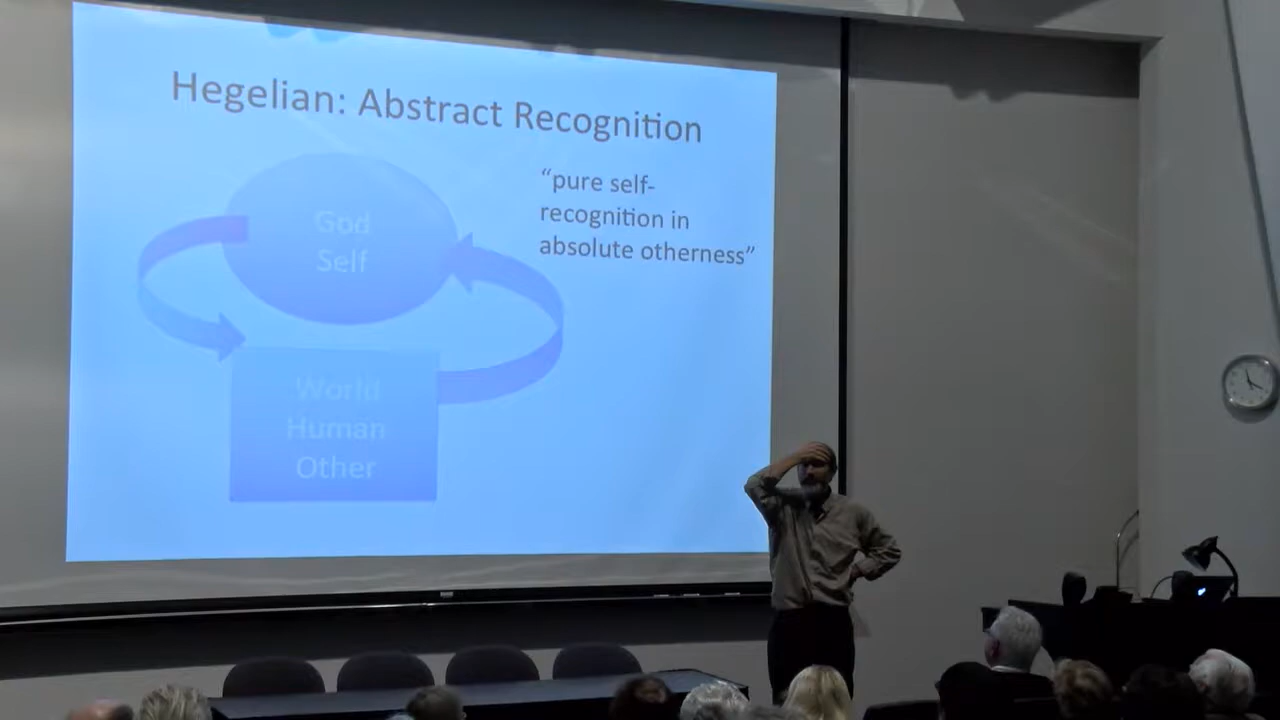 Hegelian: Abstract Recognition
“pure self-
recognition in
absolute otherness”
God
Self
World
Human
Other